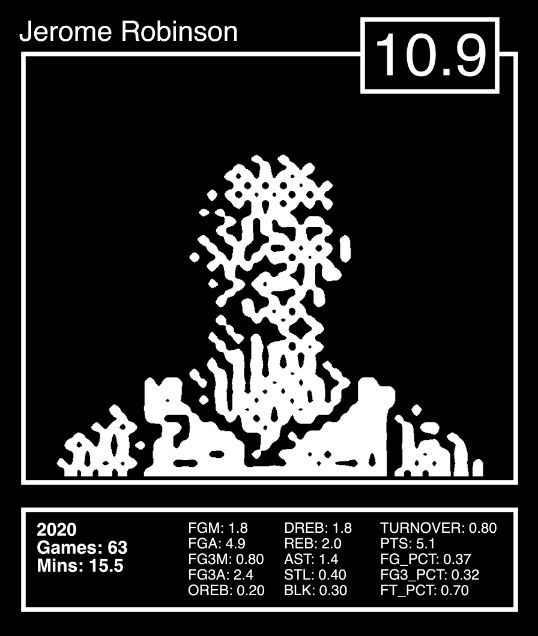 Jerome Robinson
10.9
2020
Games: 63
Mins: 15.5
FGM: 1.8
FGA: 4.9
FG3M: 0.80
FG3A: 2.4
OREB: 0.20
DREB: 1.8
REB: 2.0
AST: 1.4
STL: 0.40
BLK: 0.30
TURNOVER: 0.80
PTS: 5.1
FG_PCT: 0.37
FG3_PCT: 0.32
FT_PCT: 0.70